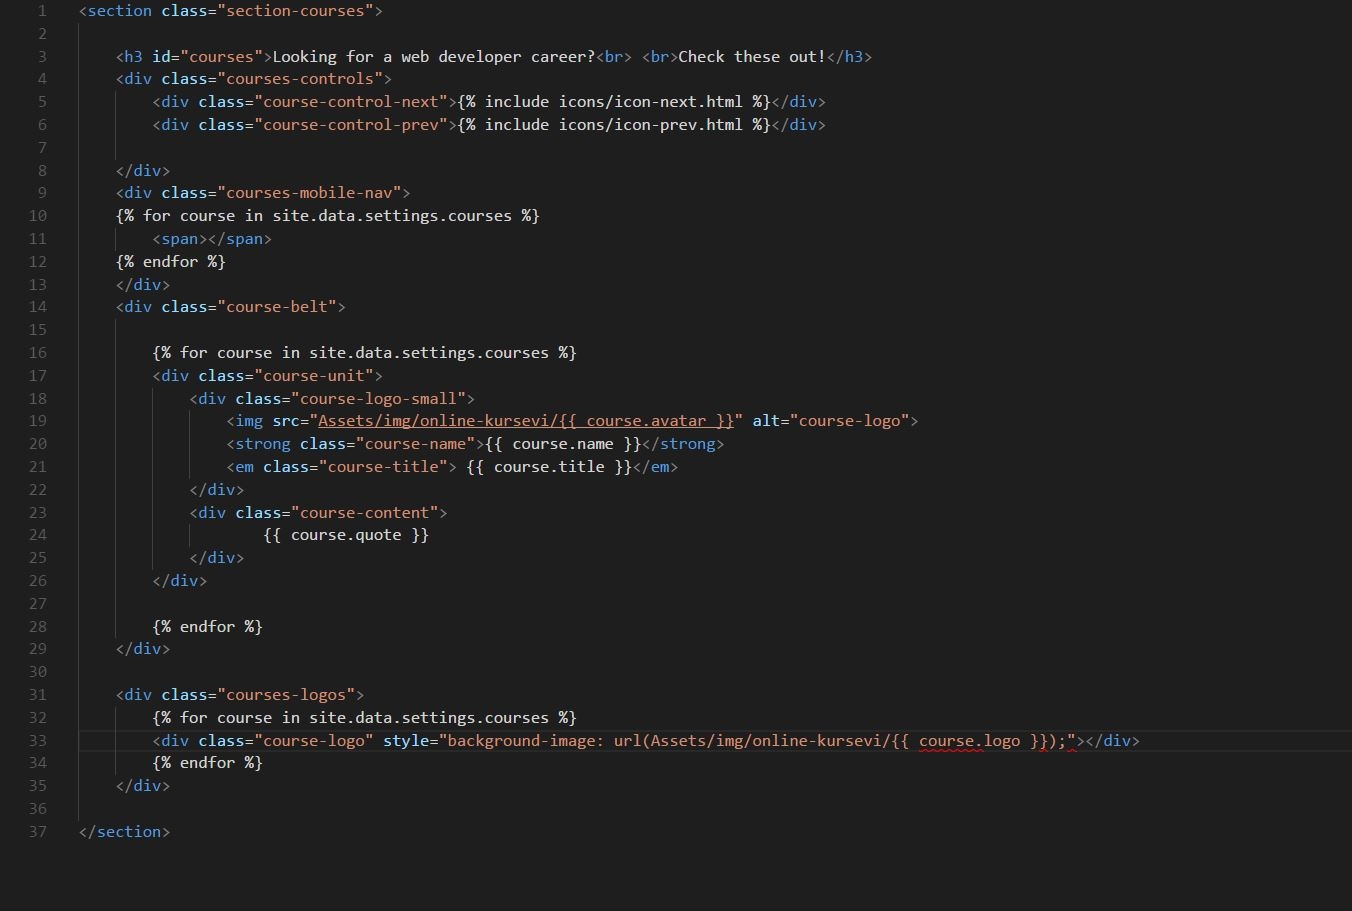 1 <section class="section-courses">
2
3 <h3 id="courses">Looking for a web developer career?<br> <br>Check these out!</h3>
4 <div class="courses-controls">
5 <div class="course-control-next">{% include icons/icon-next.html %}</div>
6 <div class="course-control-prev">{% include icons/icon-prev.html %}</div>
7
8 </div>
9 <div class="courses-mobile-nav">
10 {% for course in site.data.settings.courses %}
11 <span></span>
12 {% endfor %}
13 </div>
14 <div class="course-belt">
15
16 {% for course in site.data.settings.courses %}
17 <div class="course-unit">
18 <div class="course-logo-small">
19 <img src="Assets/img/online-kursevi/{{ course.avatar }}" alt="course-logo">
20 <strong class="course-name">{{ course.name }}</strong>
21 <em class="course-title"> {{ course.title }}</em>
22 </div>
23 <div class="course-content">
24 {{ course.quote }}
25 </div>
26 </div>
27
28 {% endfor %}
29 </div>
30
31 <div class="courses-logos">
32 {% for course in site.data.settings.courses %}
33 <div class="course-logo" style="background-image: url(Assets/img/online-kursevi/{{ course.logo }});"></div>
34 {% endfor %}
35 </div>
36
37 </section>